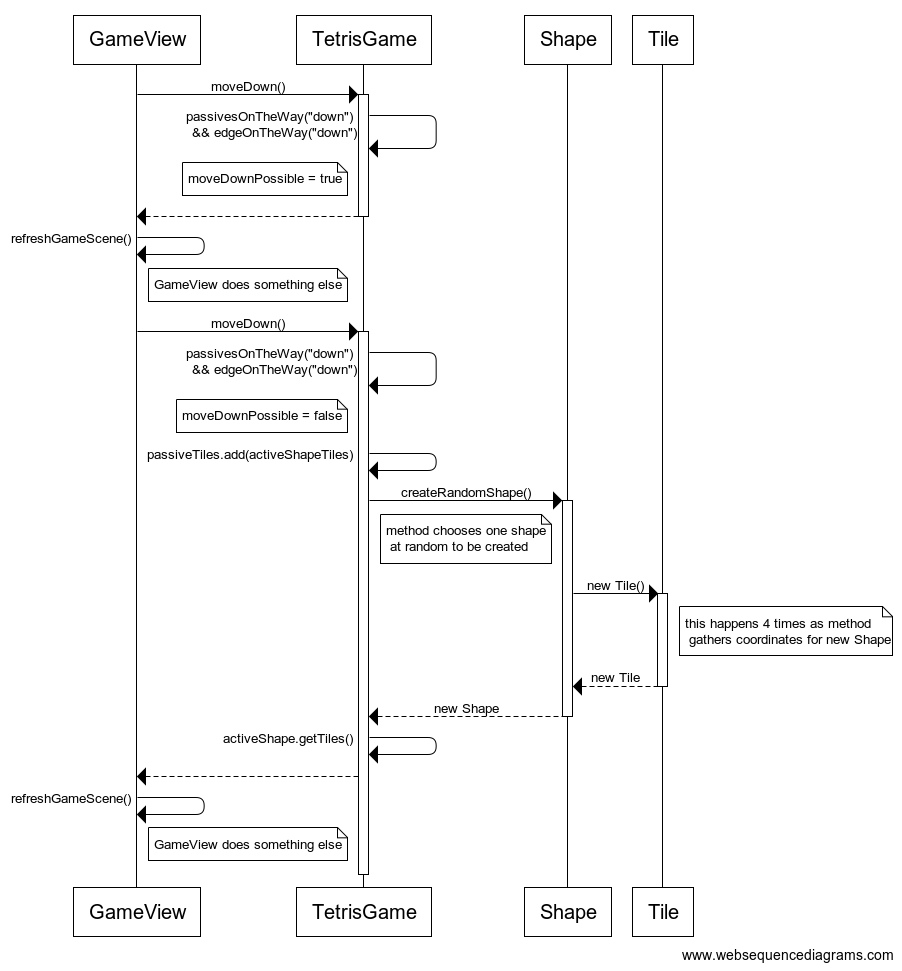 GameView
TetrisGame
Shape
Tile
moveDown()
passivesOnTheWay("down")
&& edgeOnTheWay("down")
moveDownPossible = true
refreshGameScene()
GameView does something else
moveDown()
passivesOnTheWay("down")
&& edgeOnTheWay("down")
moveDownPossible = false
passiveTiles.add(activeShapeTiles)
createRandomShape()
method chooses one shape
at random to be created
new Tile()
this happens 4 times as method
gathers coordinates for new Shape
new Tile
new Shape
activeShape.getTiles()
refreshGameScene()
GameView does something else
GameView
TetrisGame
Shape
Tile
www.websequencediagrams.com